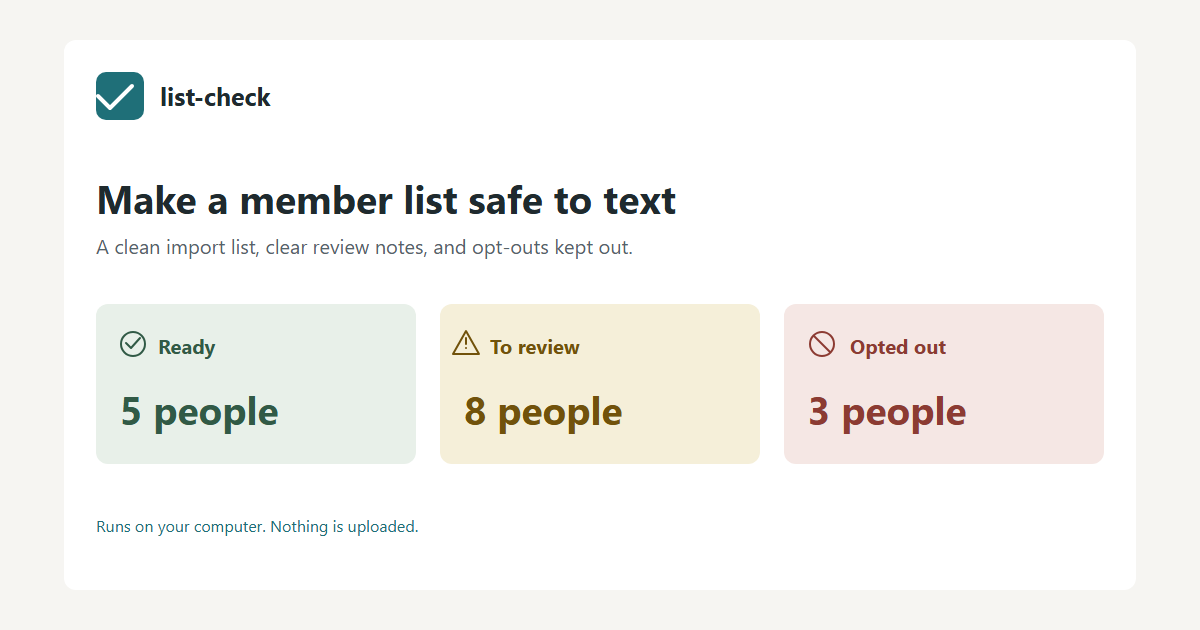 list-check
Make a member list safe to text
A clean import list, clear review notes, and opt-outs kept out.
Ready
5 people
To review
8 people
Opted out
3 people
Runs on your computer. Nothing is uploaded.